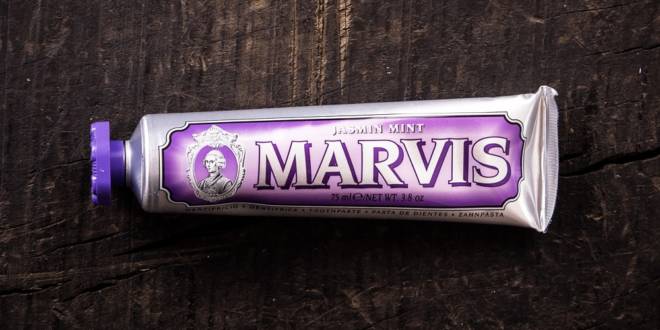 JASMIN MINT
MARVIS
75 ml ℮ NET WT. 3.8 oz
DENTIFRICIO • DENTIFRICE • TOOTHPASTE • PASTA DE DIENTES • ZAHNPASTA